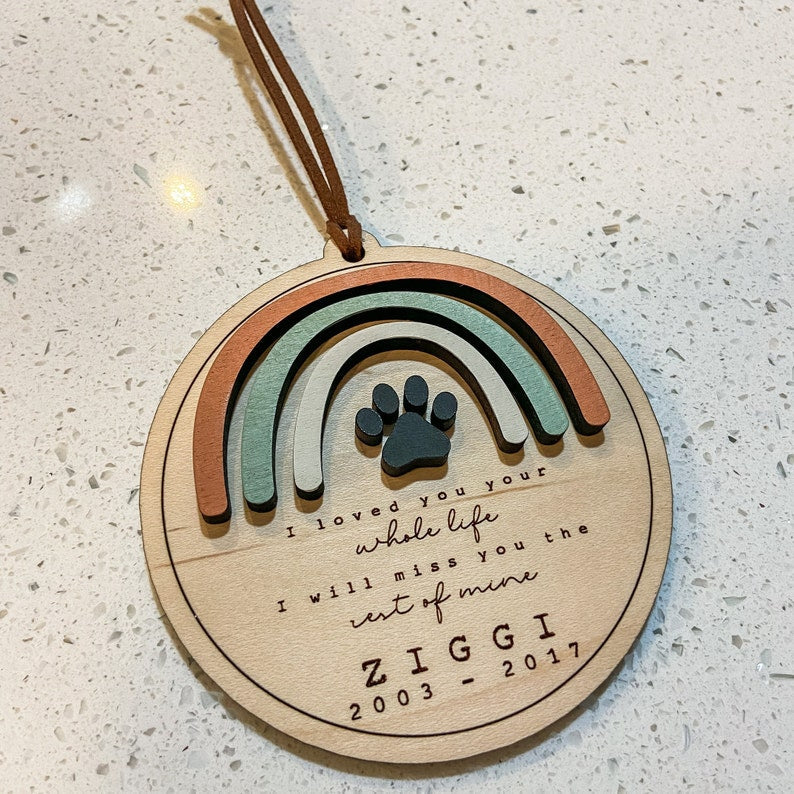 I loved you your
whole life
I will miss you the
rest of mine
ZIGGI
2003 - 2017